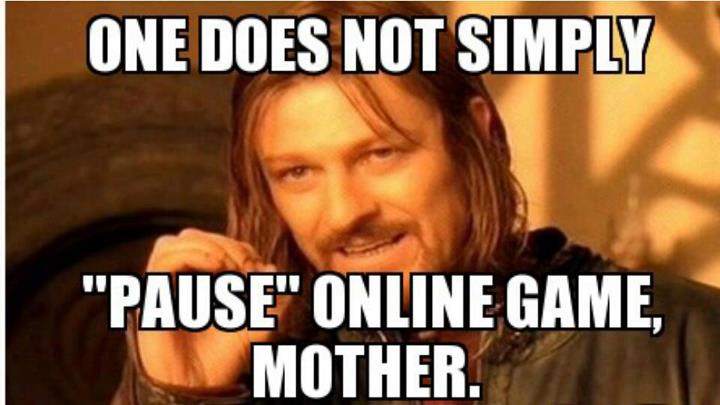 ONE DOES NOT SIMPLY
"PAUSE" ONLINE GAME,
MOTHER.